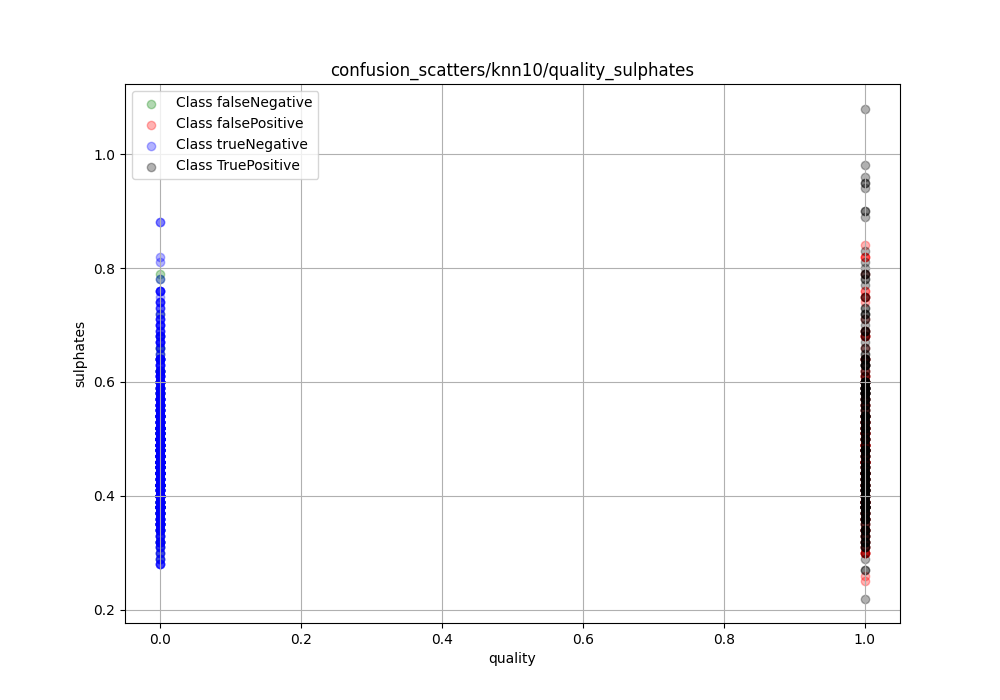 confusion_scatters/knn10/quality_sulphates
Class falseNegative
Class falsePositive
Class trueNegative
Class TruePositive
1.0
0.8
0.6
0.4
0.2
sulphates
0.0 0.2 0.4 0.6 0.8 1.0
quality